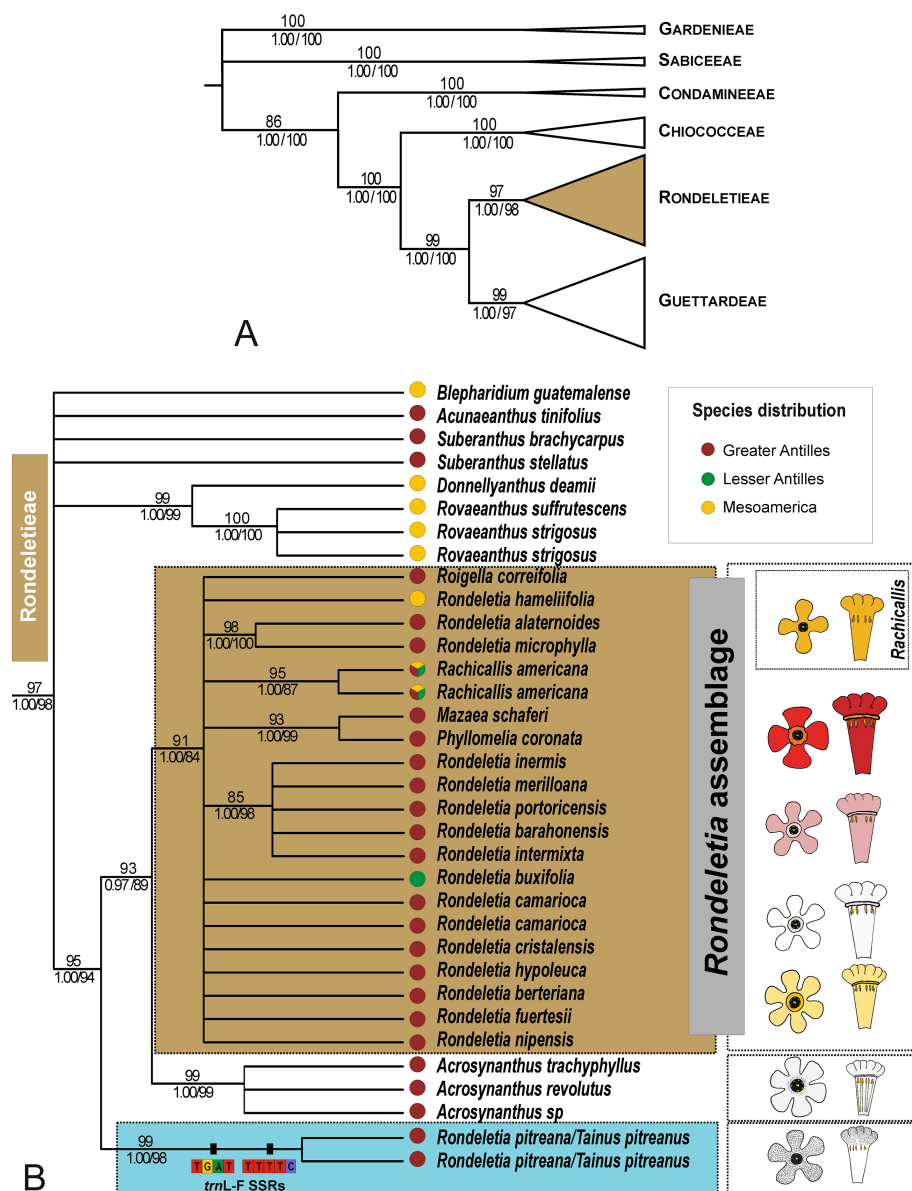 100
1.00/100
GARDENIEAE
100
1.00/100
SABICEEAE
100
1.00/100
CONDAMINEEAE
86
1.00/100
100
1.00/100
CHIOCOCCEAE
100
1.00/100
97
1.00/98
RONDELETIEAE
99
1.00/100
99
1.00/97
GUETTARDEAE
A
Blepharidium guatemalense
Acunaeanthus tinifolius
Suberanthus brachycarpus
Suberanthus stellatus
Donnellyanthus deamii
Rovaeanthus suffrutescens
Rovaeanthus strigosus
Rovaeanthus strigosus
Species distribution
Greater Antilles
Lesser Antilles
Mesoamerica
99
1.00/99
100
1.00/100
Rondeletieae
97
1.00/98
Roigella correifolia
Rondeletia hameliifolia
Rondeletia alaternoides
Rondeletia microphylla
Rachicallis americana
Rachicallis americana
Mazaea schaferi
Phyllomelia coronata
Rondeletia inermis
Rondeletia merilloana
Rondeletia portoricensis
Rondeletia barahonensis
Rondeletia intermixta
Rondeletia buxifolia
Rondeletia camarioca
Rondeletia camarioca
Rondeletia cristalensis
Rondeletia hypoleuca
Rondeletia berteriana
Rondeletia fuertesii
Rondeletia nipensis
98
1.00/100
95
1.00/87
93
1.00/99
91
1.00/84
85
1.00/98
93
0.97/89
95
1.00/94
Rondeletia assemblage
Rachicallis
Acrosynanthus trachyphyllus
Acrosynanthus revolutus
Acrosynanthus sp
99
1.00/99
Rondeletia pitreana/Tainus pitreanus
Rondeletia pitreana/Tainus pitreanus
99
1.00/98
TGAT TTTTC
trnL-F SSRs
B